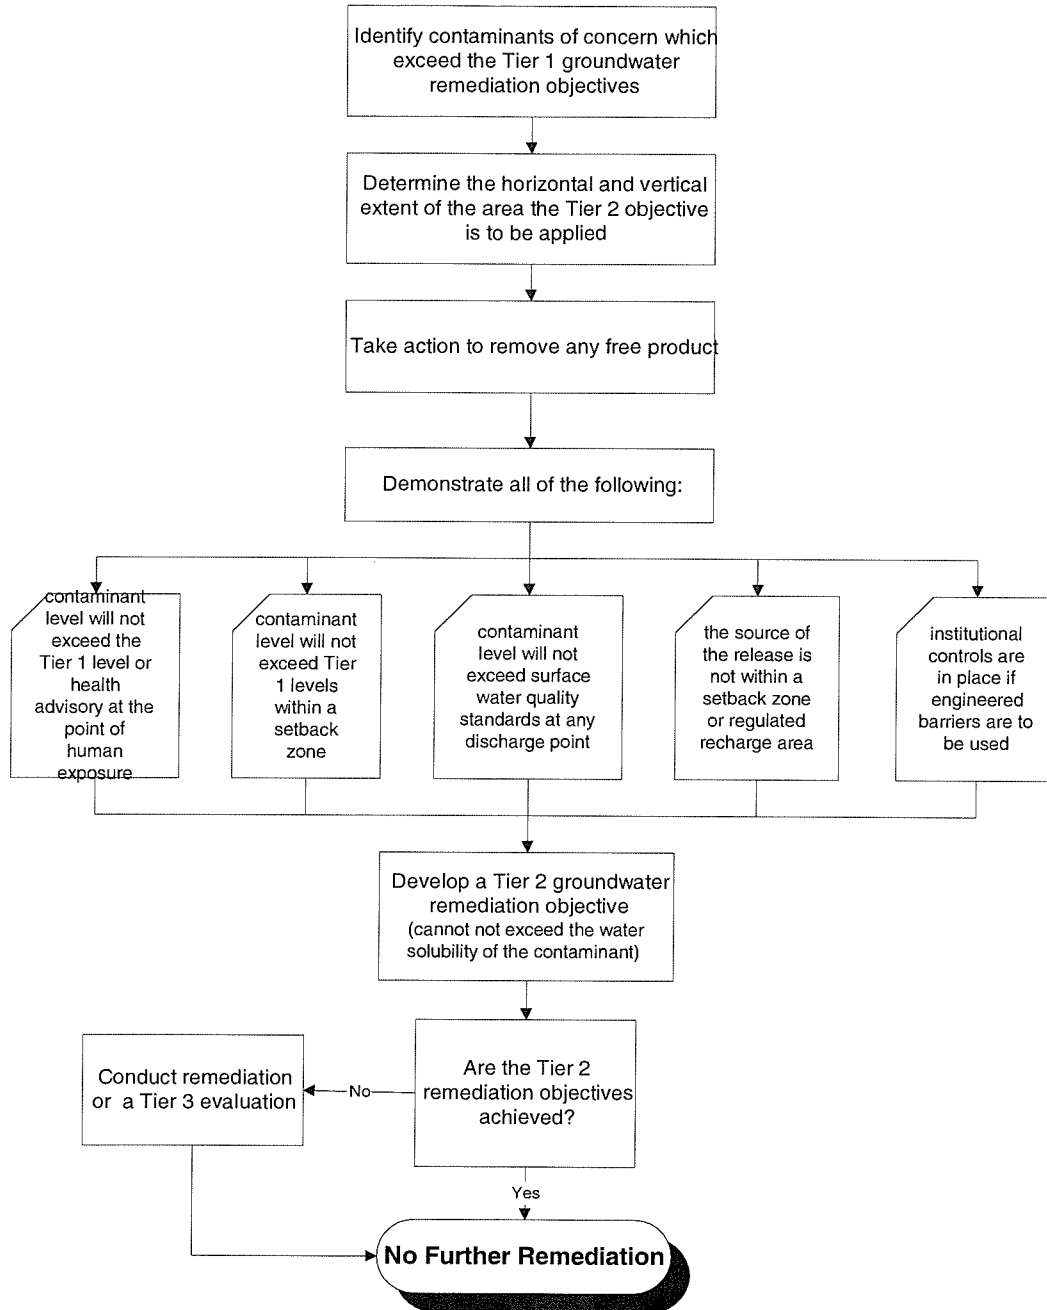 Identify contaminants of concern which
exceed the Tier 1 groundwater
remediation objectives
Determine the horizontal and vertical
extent of the area the Tier 2 objective
is to be applied
Take action to remove any free product
Demonstrate all of the following:
contaminant
level will not
exceed the
Tier 1 level or
health
advisory at the
point of
human
exposure
contaminant
level will not
exceed Tier
1 levels
within a
setback
zone
contaminant
level will not
exceed surface
water quality
standards at any
discharge point
the source of
the release is
not within a
setback zone
or regulated
recharge area
institutional
controls are
in place if
engineered
barriers are to
be used
Develop a Tier 2 groundwater
remediation objective
(cannot not exceed the water
solubility of the contaminant)
Are the Tier 2
remediation objectives
achieved?
No
Conduct remediation
or a Tier 3 evaluation
Yes
No Further Remediation